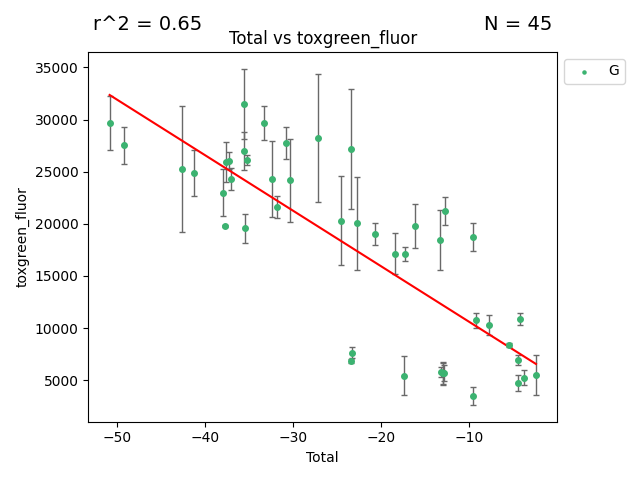 r^2 = 0.65
N = 45
Total vs toxgreen_fluor
G
35000
30000
25000
20000
15000
10000
5000
toxgreen_fluor
−50
−40
−30
−20
−10
Total